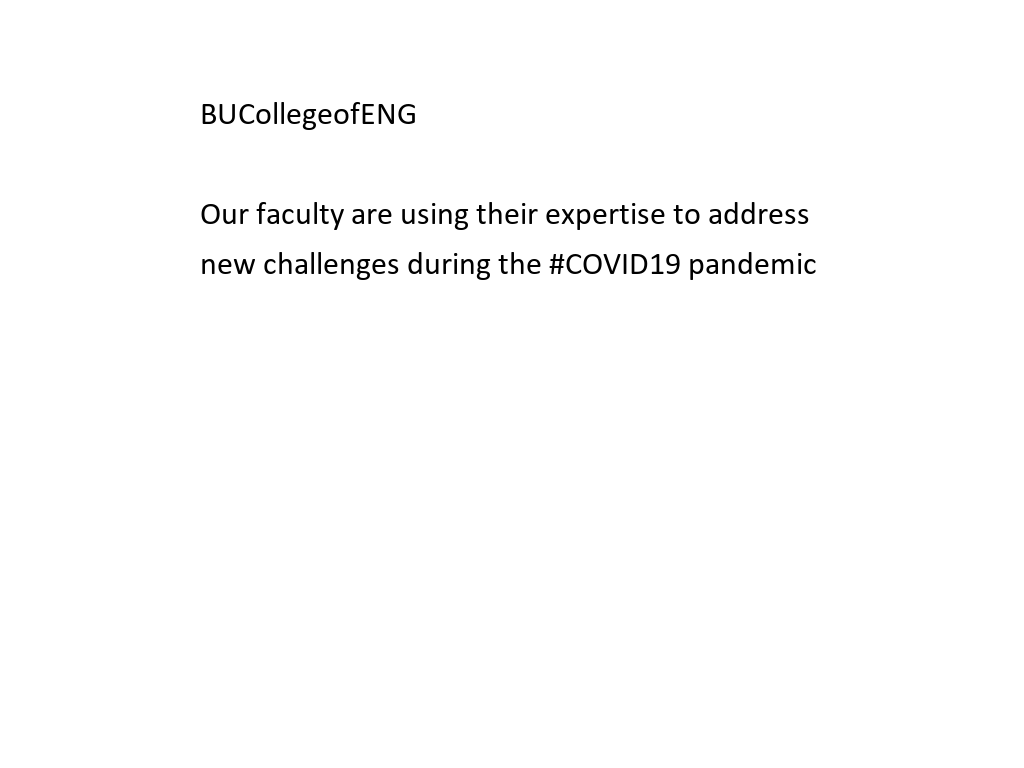 BUCollegeofENG
Our faculty are using their expertise to address
new challenges during the #COVID19 pandemic